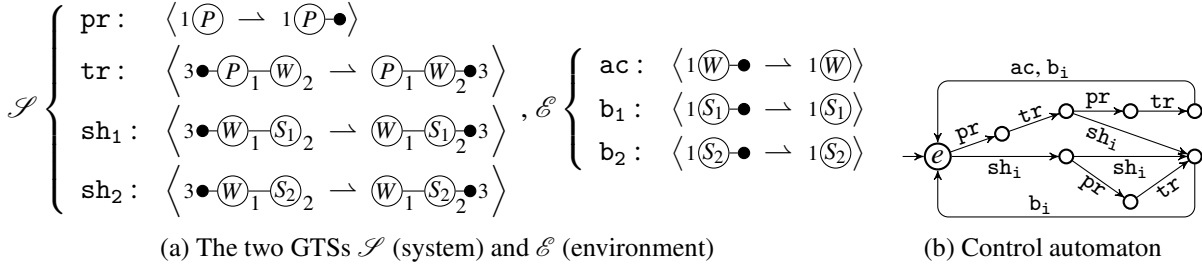 pr: ⟨ 1 P ⇀ 1 P ⟩
𝒮 { tr: ⟨ 3 P 1 W 2 ⇀ P 1 W 2 3 ⟩ , ℰ { ac: ⟨ 1 W ⇀ 1 W ⟩
sh₁: ⟨ 3 W 1 S₁ 2 ⇀ W 1 S₁ 2 3 ⟩ b₁: ⟨ 1 S₁ ⇀ 1 S₁ ⟩
sh₂: ⟨ 3 W 1 S₂ 2 ⇀ W 1 S₂ 2 3 ⟩ b₂: ⟨ 1 S₂ ⇀ 1 S₂ ⟩
(a) The two GTSs 𝒮 (system) and ℰ (environment)
ac, bᵢ
pr tr pr tr
shᵢ
e shᵢ shᵢ
pr tr
bᵢ
(b) Control automaton